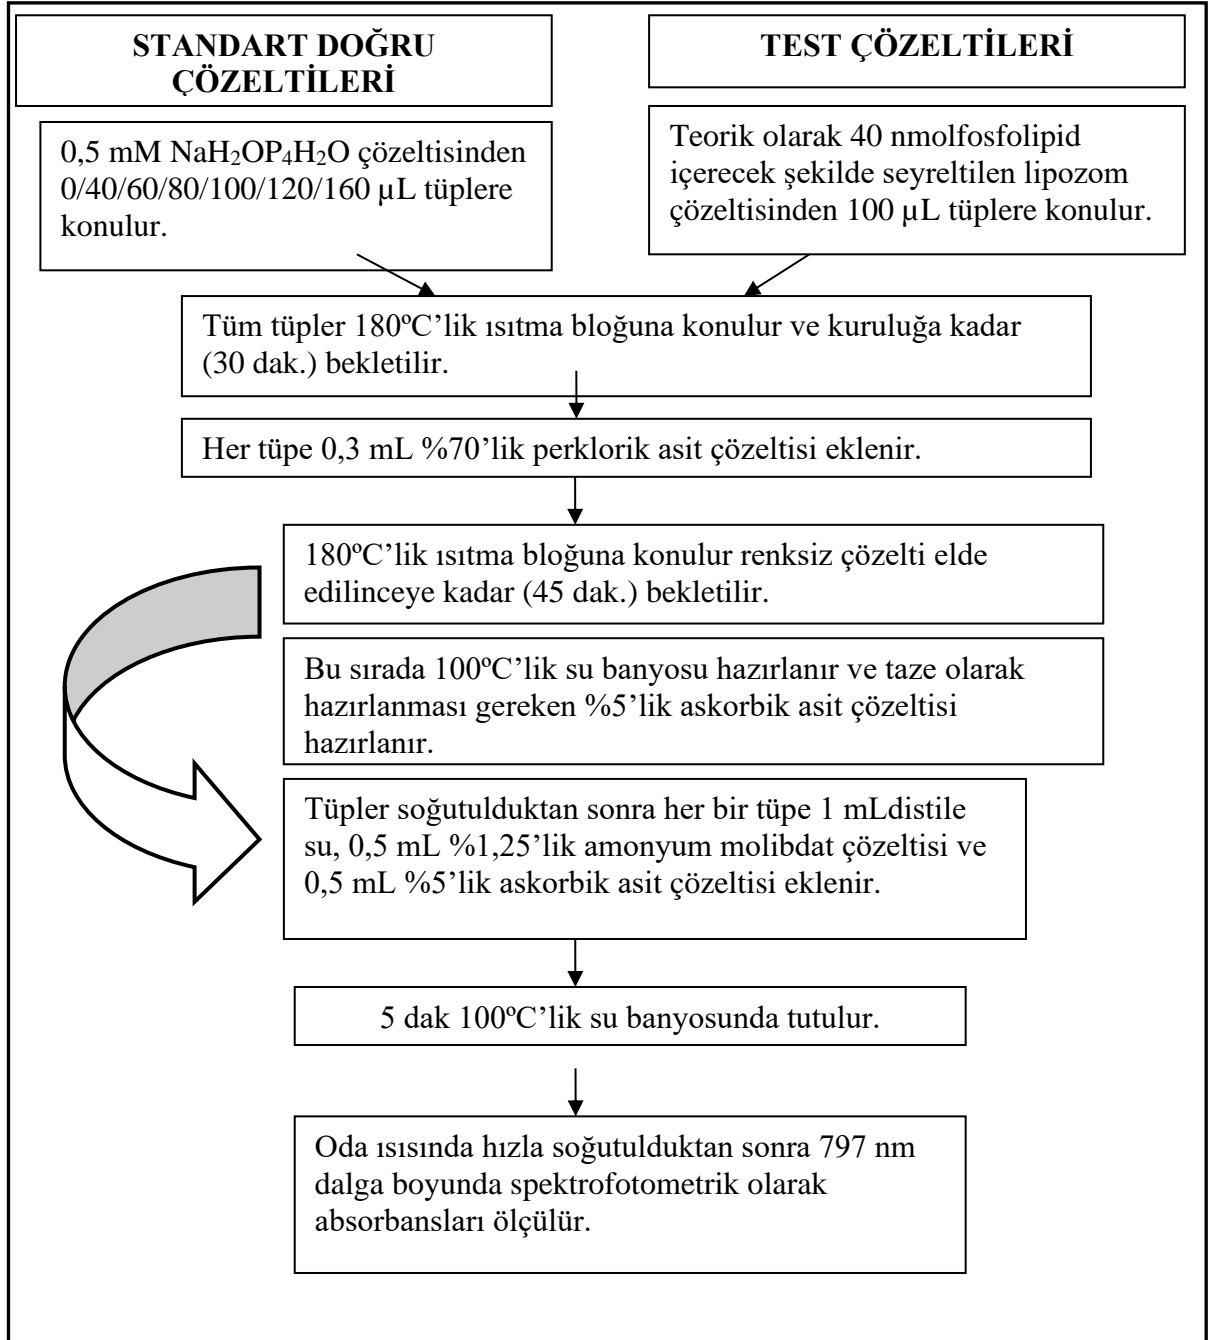 STANDART DOĞRU
ÇÖZELTİLERİ
TEST ÇÖZELTİLERİ
0,5 mM NaH₂OP₄H₂O çözeltisinden
0/40/60/80/100/120/160 µL tüplere
konulur.
Teorik olarak 40 nmolfosfolipid
içerecek şekilde seyreltilen lipozom
çözeltisinden 100 µL tüplere konulur.
Tüm tüpler 180ºC’lik ısıtma bloğuna konulur ve kuruluğa kadar
(30 dak.) bekletilir.
Her tüpe 0,3 mL %70’lik perklorik asit çözeltisi eklenir.
180ºC’lik ısıtma bloğuna konulur renksiz çözelti elde
edilinceye kadar (45 dak.) bekletilir.
Bu sırada 100ºC’lik su banyosu hazırlanır ve taze olarak
hazırlanması gereken %5’lik askorbik asit çözeltisi
hazırlanır.
Tüpler soğutulduktan sonra her bir tüpe 1 mLdistile
su, 0,5 mL %1,25’lik amonyum molibdat çözeltisi ve
0,5 mL %5’lik askorbik asit çözeltisi eklenir.
5 dak 100ºC’lik su banyosunda tutulur.
Oda ısısında hızla soğutulduktan sonra 797 nm
dalga boyunda spektrofotometrik olarak
absorbansları ölçülür.